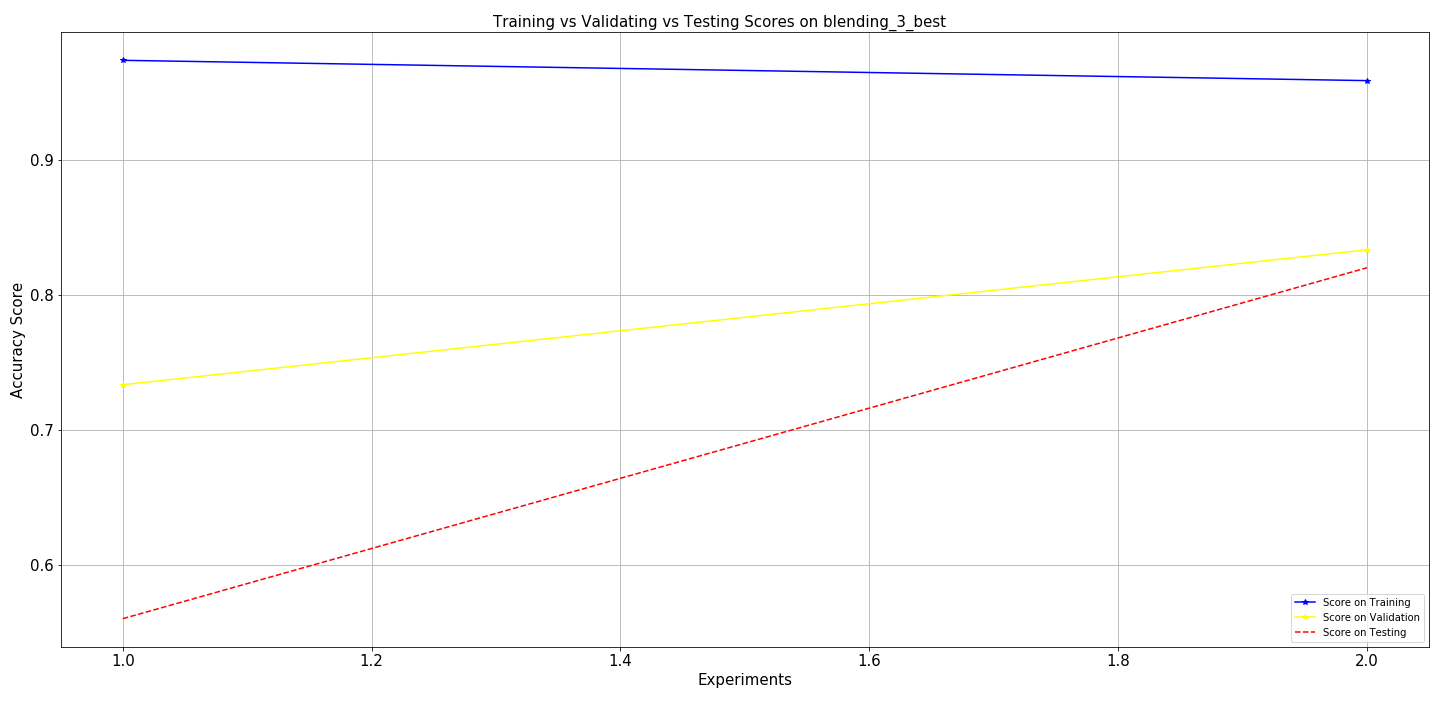 Training vs Validating vs Testing Scores on blending_3_best
Accuracy Score
0.9
0.8
0.7
0.6
1.0 1.2 1.4 1.6 1.8 2.0
Experiments
Score on Training
Score on Validation
Score on Testing